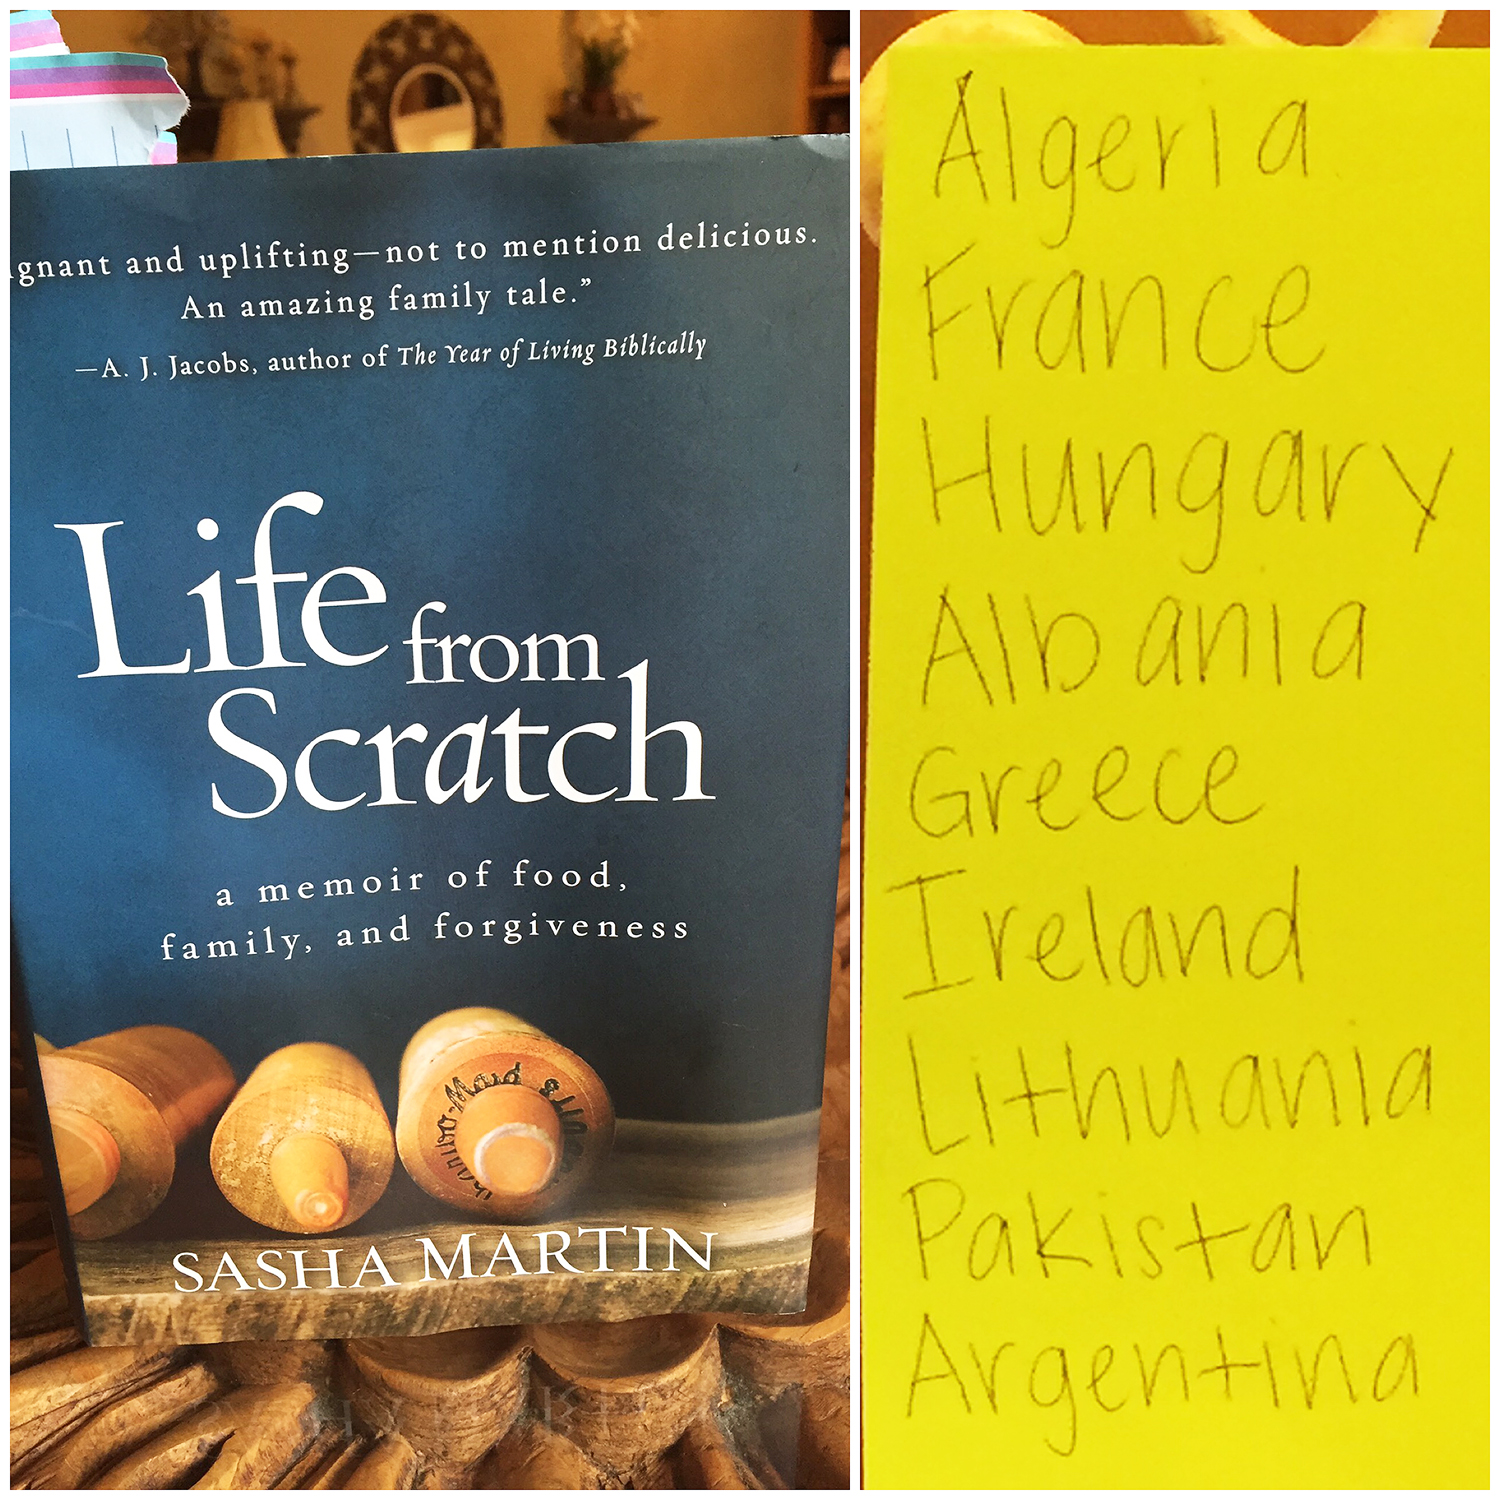 ignant and uplifting—not to mention delicious.
An amazing family tale.”
—A. J. Jacobs, author of The Year of Living Biblically
Life from
Scratch
a memoir of food,
family, and forgiveness
SASHA MARTIN
Algeria
France
Hungary
Albania
Greece
Ireland
Lithuania
Pakistan
Argentina